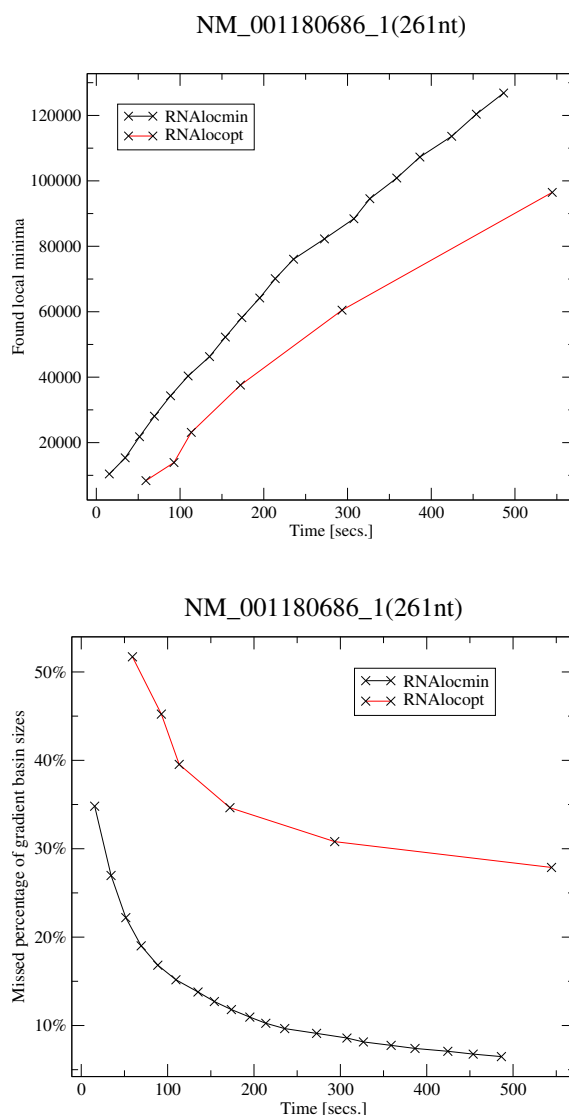 NM_001180686_1(261nt)
RNAlocmin
RNAlocopt
Found local minima
120000
100000
80000
60000
40000
20000
0 100 200 300 400 500
Time [secs.]
NM_001180686_1(261nt)
RNAlocmin
RNAlocopt
Missed percentage of gradient basin sizes
50%
40%
30%
20%
10%
0 100 200 300 400 500
Time [secs.]